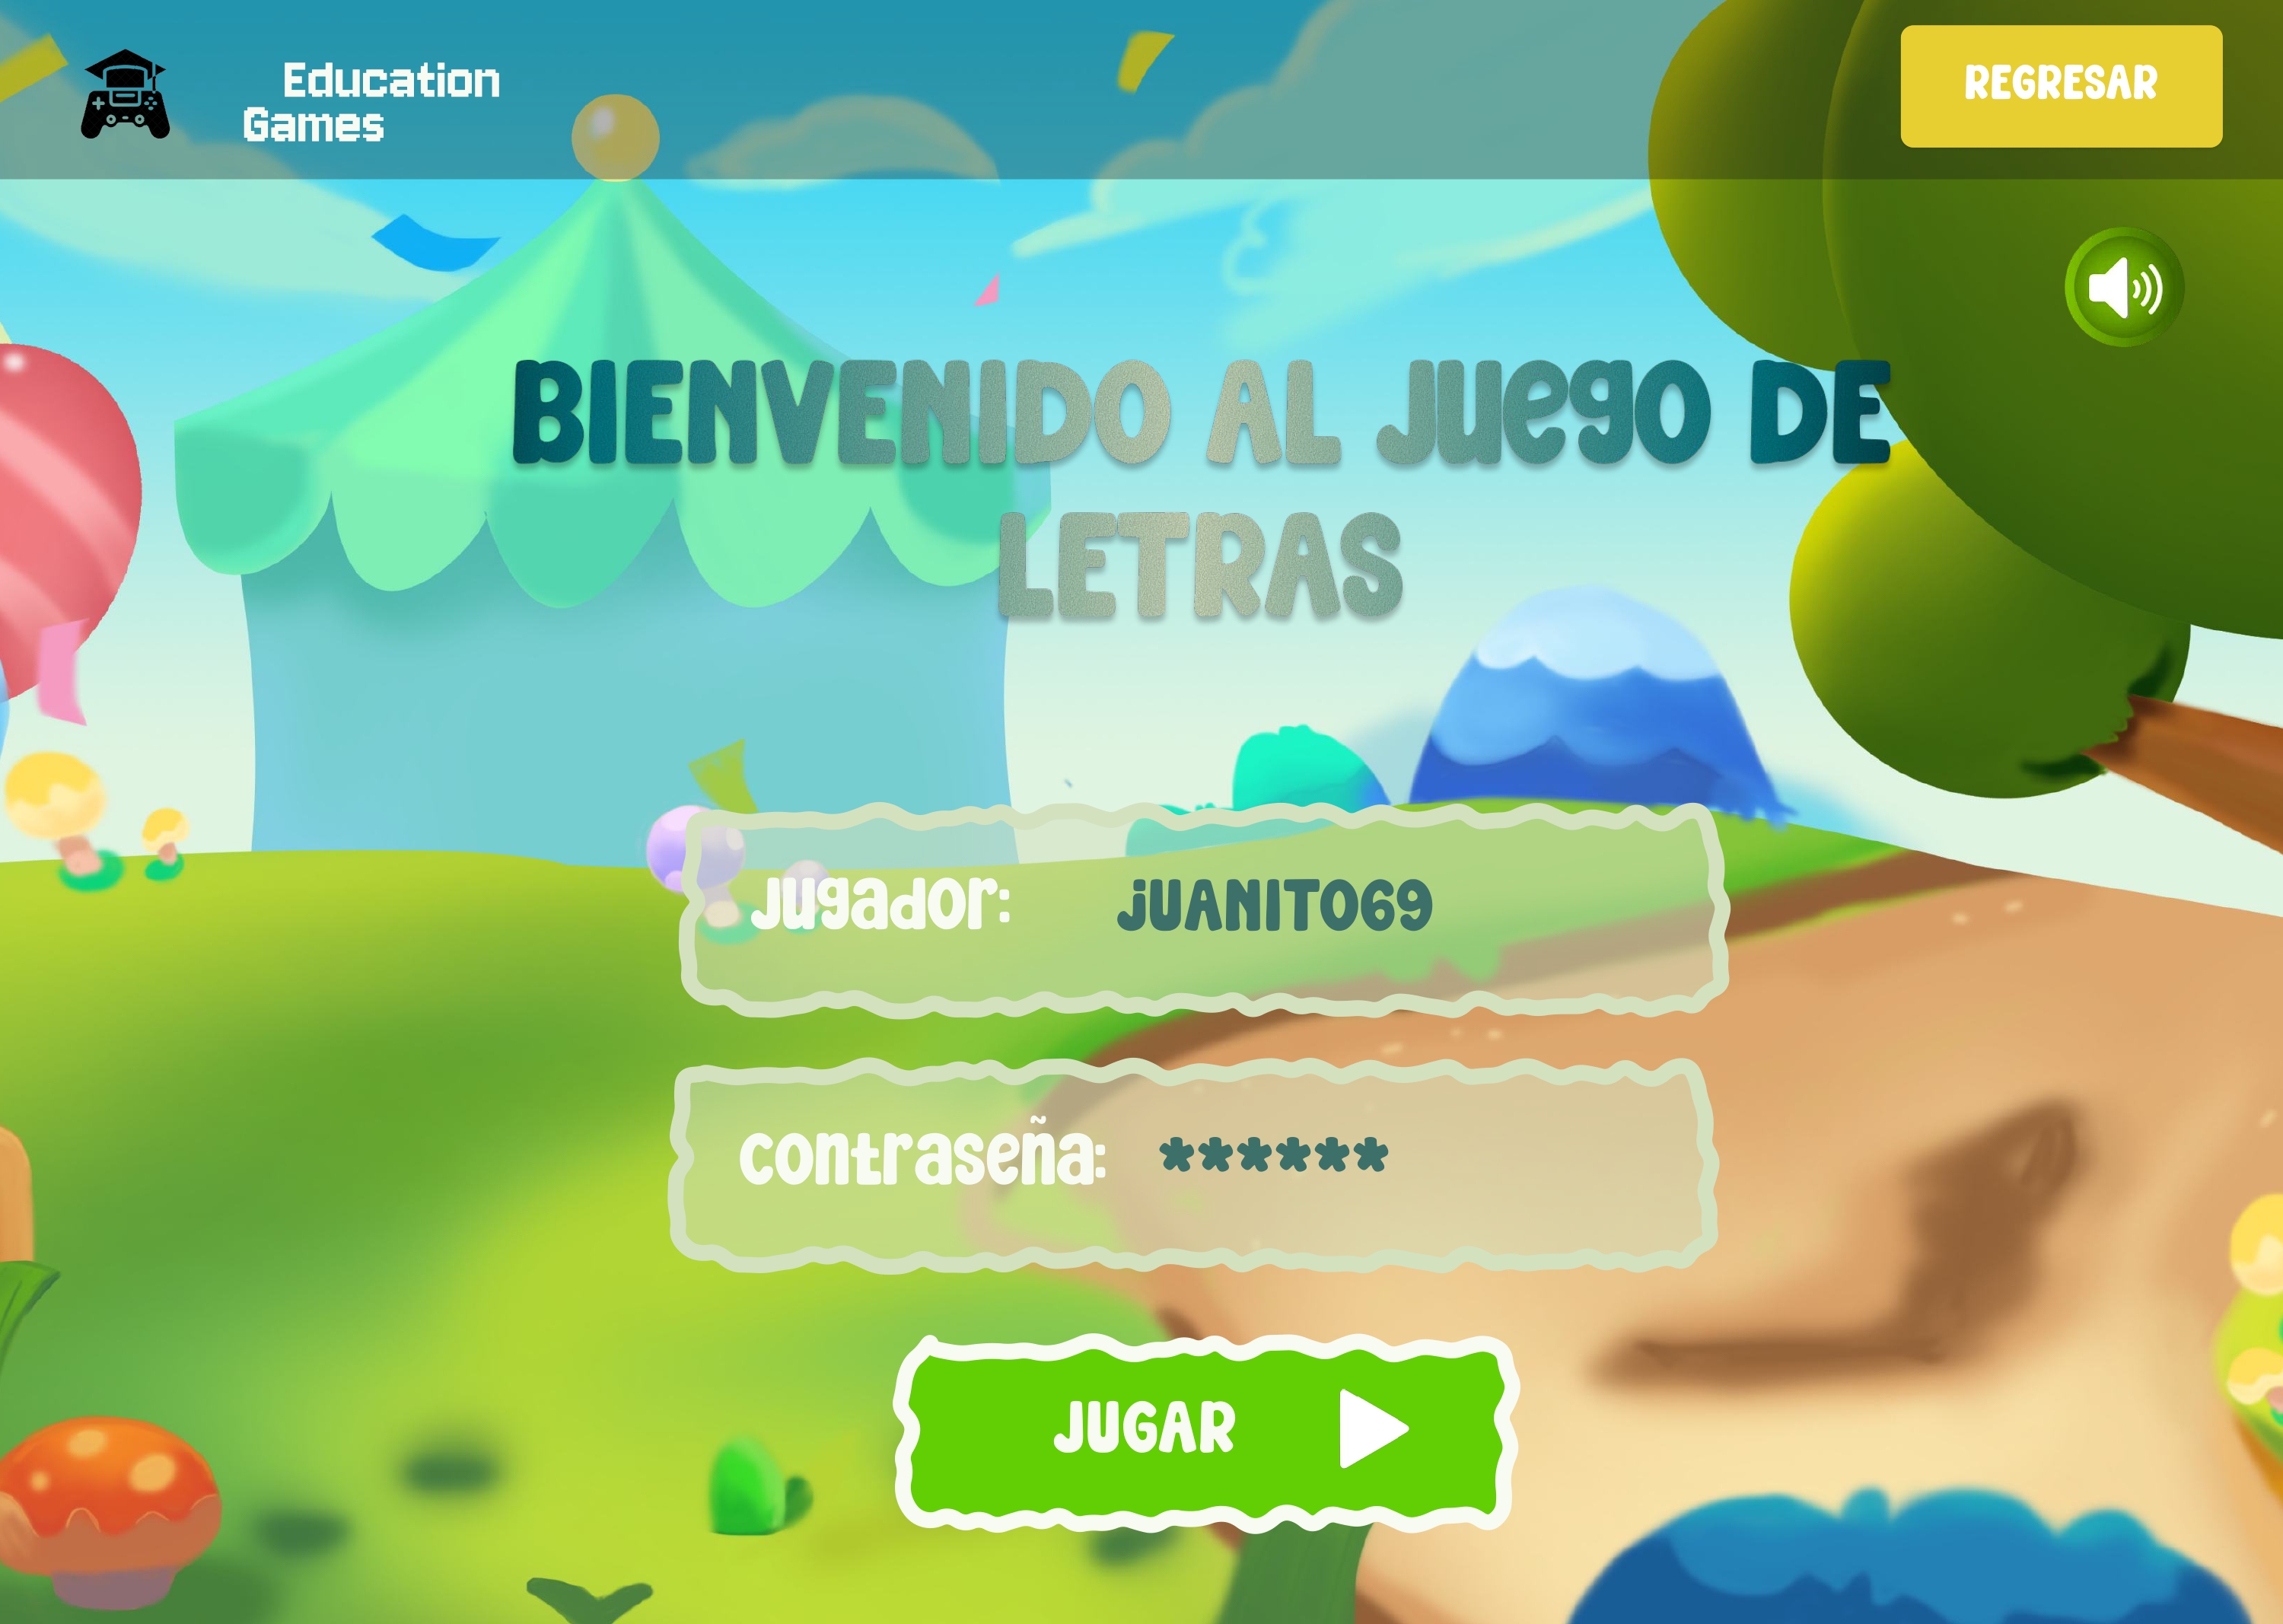 Education
Games
REGRESAR
BIENVENIDO AL Juego DE
LETRAS
Jugador: jUANITO69
contraseña: ******
JUGAR